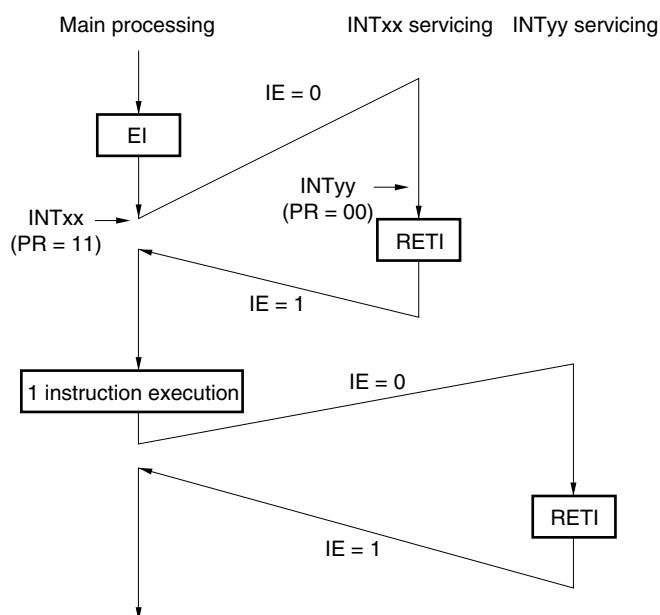 Main processing INTxx servicing INTyy servicing
IE = 0
EI
INTyy
(PR = 00)
INTxx
(PR = 11)
RETI
IE = 1
1 instruction execution
IE = 0
RETI
IE = 1